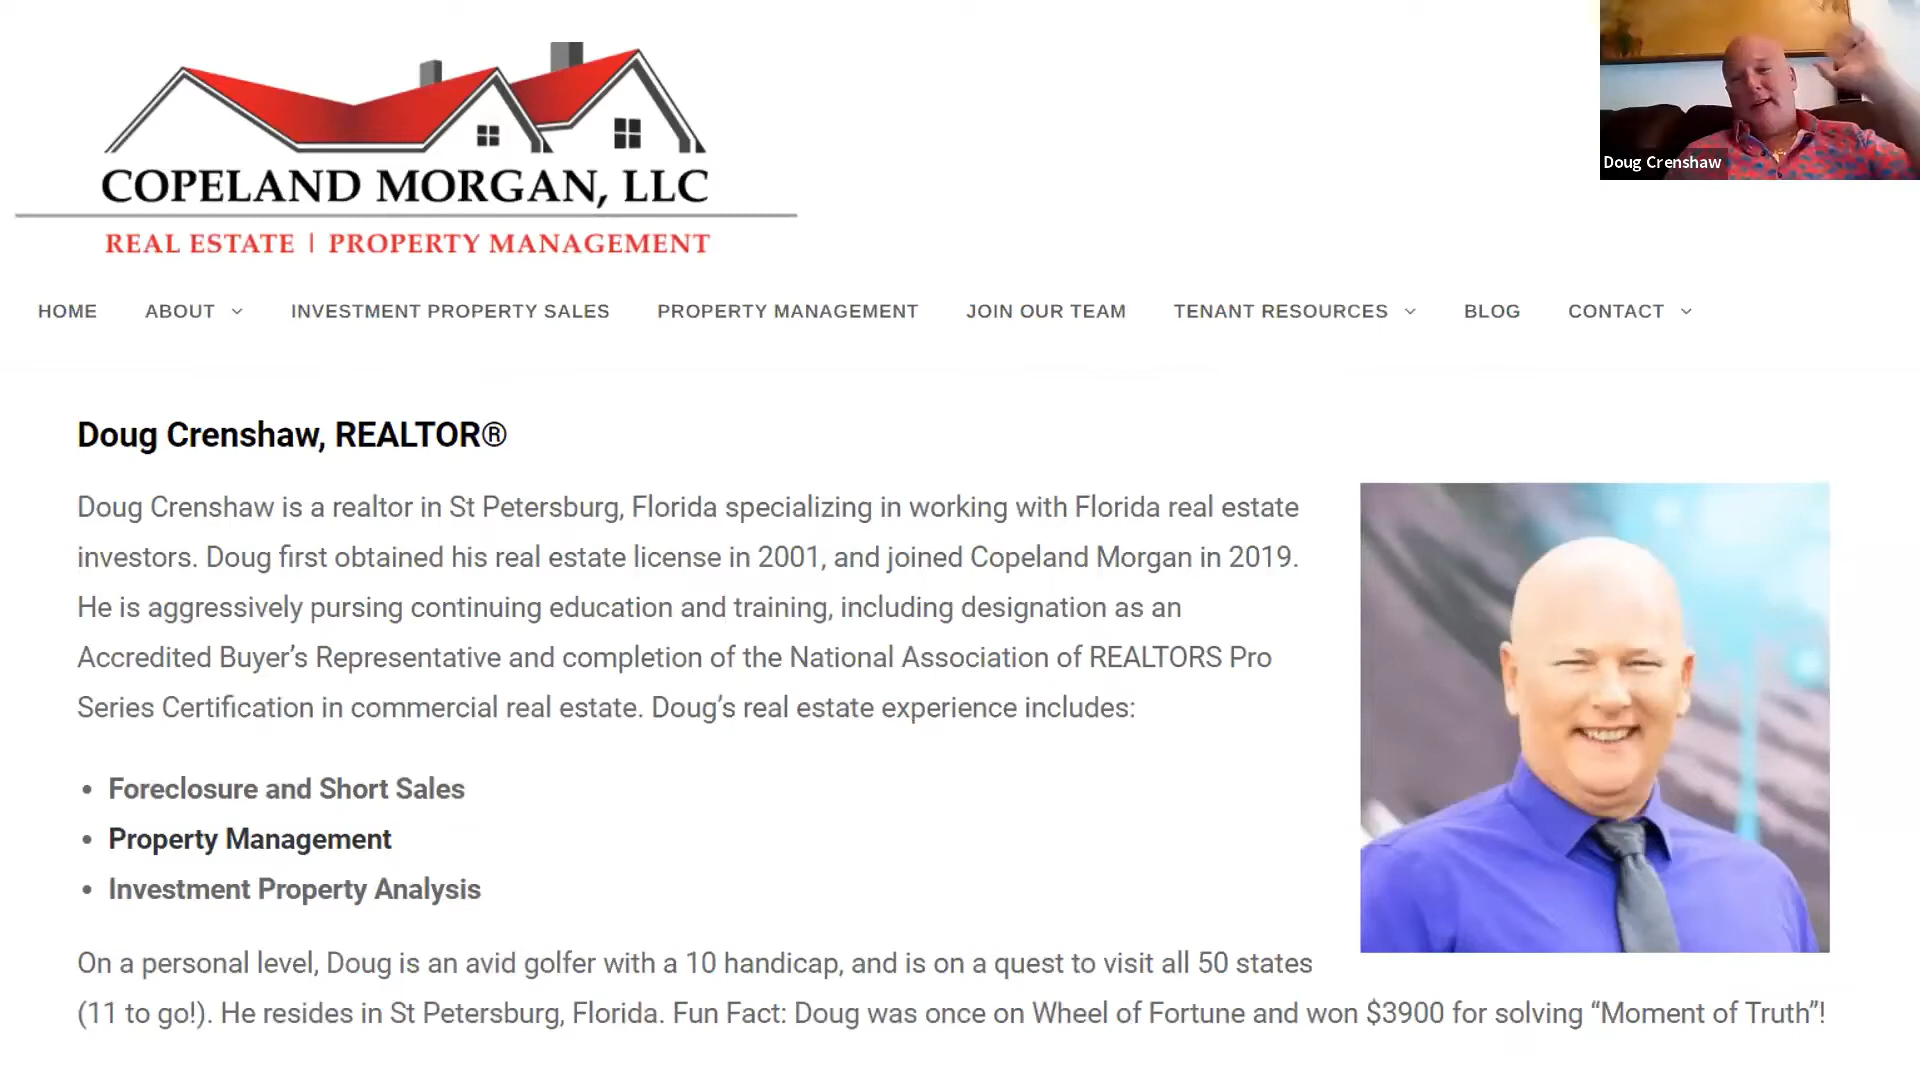 Doug Crenshaw
COPELAND MORGAN, LLC
REAL ESTATE | PROPERTY MANAGEMENT
HOME ABOUT INVESTMENT PROPERTY SALES PROPERTY MANAGEMENT JOIN OUR TEAM TENANT RESOURCES BLOG CONTACT
Doug Crenshaw, REALTOR®
Doug Crenshaw is a realtor in St Petersburg, Florida specializing in working with Florida real estate
investors. Doug first obtained his real estate license in 2001, and joined Copeland Morgan in 2019.
He is aggressively pursing continuing education and training, including designation as an
Accredited Buyer’s Representative and completion of the National Association of REALTORS Pro
Series Certification in commercial real estate. Doug’s real estate experience includes:
• Foreclosure and Short Sales
• Property Management
• Investment Property Analysis
On a personal level, Doug is an avid golfer with a 10 handicap, and is on a quest to visit all 50 states
(11 to go!). He resides in St Petersburg, Florida. Fun Fact: Doug was once on Wheel of Fortune and won $3900 for solving “Moment of Truth”!